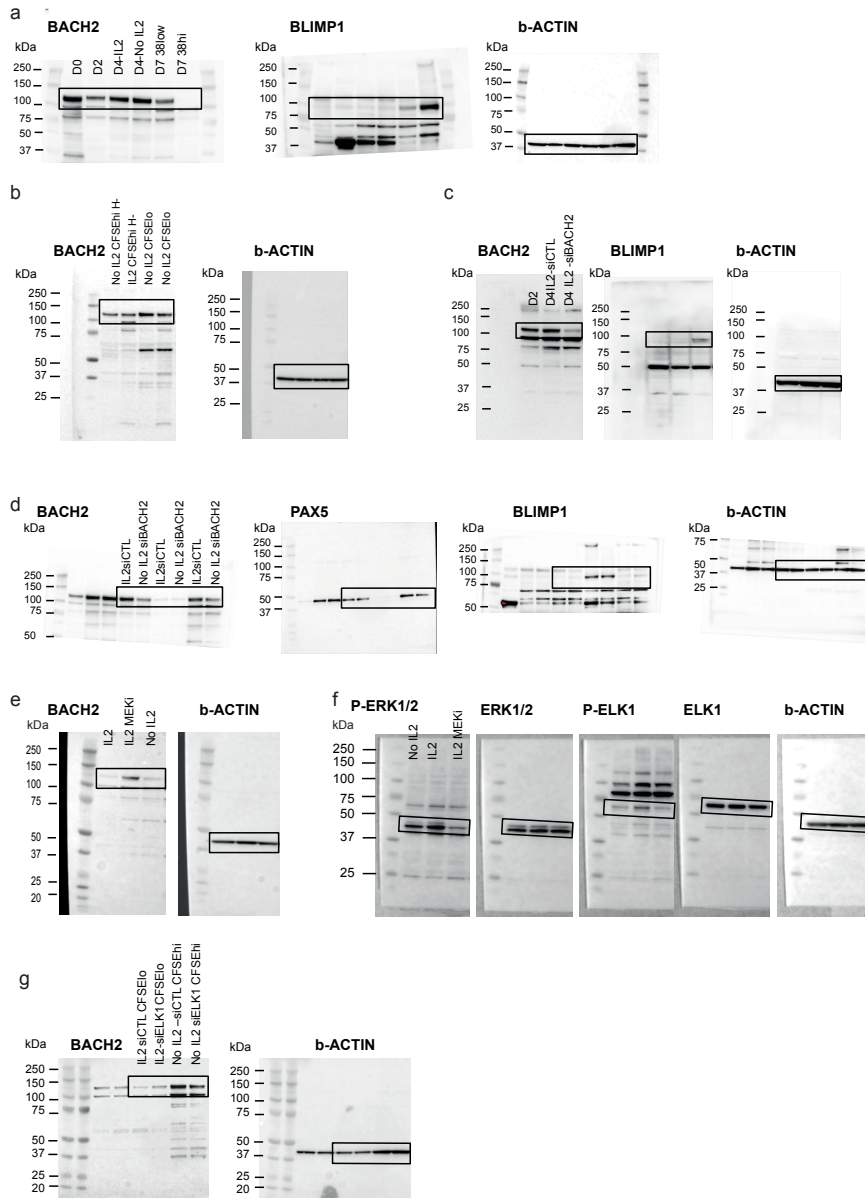 a
BACH2
kDa
250
150
100
75
50
37
D0
D2
D4-IL2
D4-No IL2
D7 38low
D7 38hi
BLIMP1
kDa
250
150
100
75
50
37
b-ACTIN
kDa
250
150
100
75
50
37
b
BACH2
kDa
250
150
100
75
50
37
25
No IL2 CFSEhi H-
IL2 CFSEhi H-
No IL2 CFSElo
No IL2 CFSElo
b-ACTIN
kDa
250
150
100
75
50
37
25
c
BACH2
kDa
250
150
100
75
50
37
25
D2
D4IL2-siCTL
D4 IL2 -siBACH2
BLIMP1
kDa
250
150
100
75
50
37
25
b-ACTIN
kDa
250
150
100
75
50
37
25
d
BACH2
kDa
250
150
100
75
50
IL2siCTL
No IL2 siBACH2
IL2siCTL
No IL2 siBACH2
IL2siCTL
No IL2 siBACH2
PAX5
kDa
250
150
100
75
50
37
BLIMP1
kDa
250
150
100
75
50
b-ACTIN
kDa
75
50
37
25
e
BACH2
kDa
250
150
100
75
50
37
25
20
IL2
IL2 MEKi
No IL2
b-ACTIN
f
P-ERK1/2
kDa
250
150
100
75
50
37
25
No IL2
IL2
IL2 MEKi
ERK1/2
P-ELK1
ELK1
b-ACTIN
g
BACH2
kDa
250
150
100
75
50
37
25
20
IL2 siCTL CFSElo
IL2-siELK1 CFSElo
No IL2 –siCTL CFSEhi
No IL2 siELK1 CFSEhi
b-ACTIN
kDa
250
150
100
75
50
37
25
20